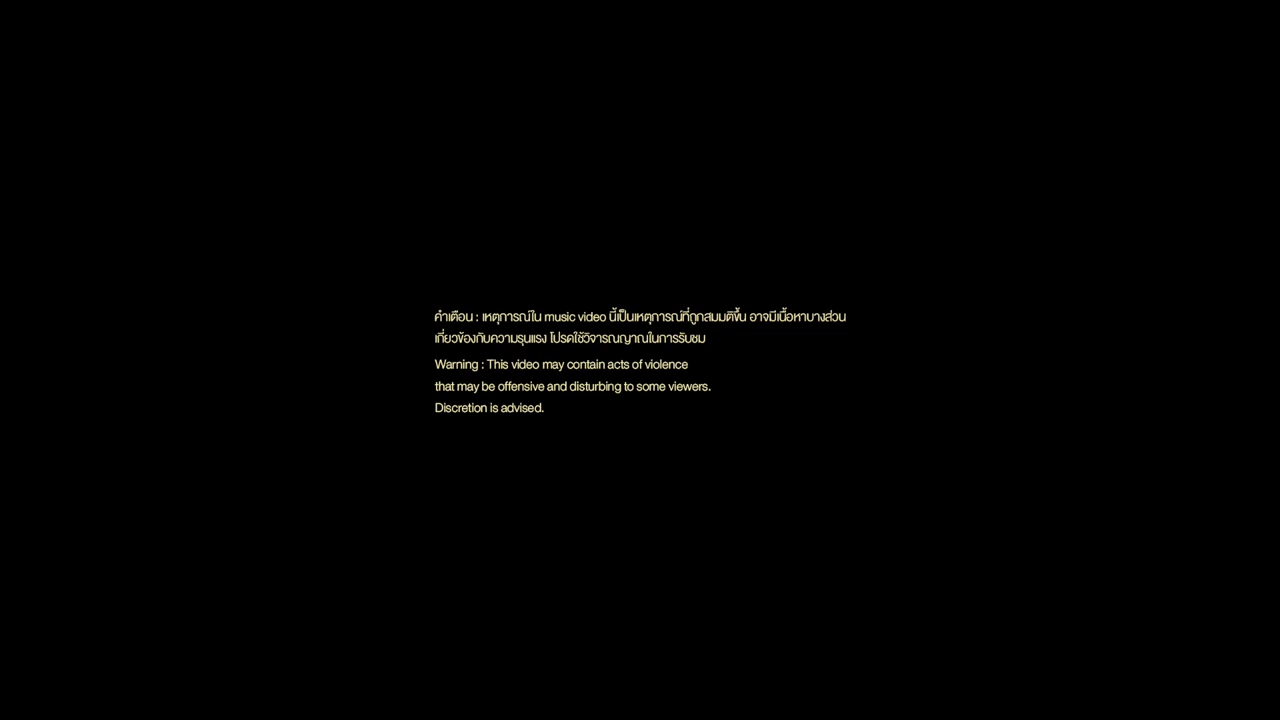 คำเตือน : เหตุการณ์ใน music video นี้เป็นเหตุการณ์ที่ถูกสมมติขึ้น อาจมีเนื้อหาบางส่วน
เกี่ยวข้องกับความรุนแรง โปรดใช้วิจารณญาณในการรับชม
Warning : This video may contain acts of violence
that may be offensive and disturbing to some viewers.
Discretion is advised.